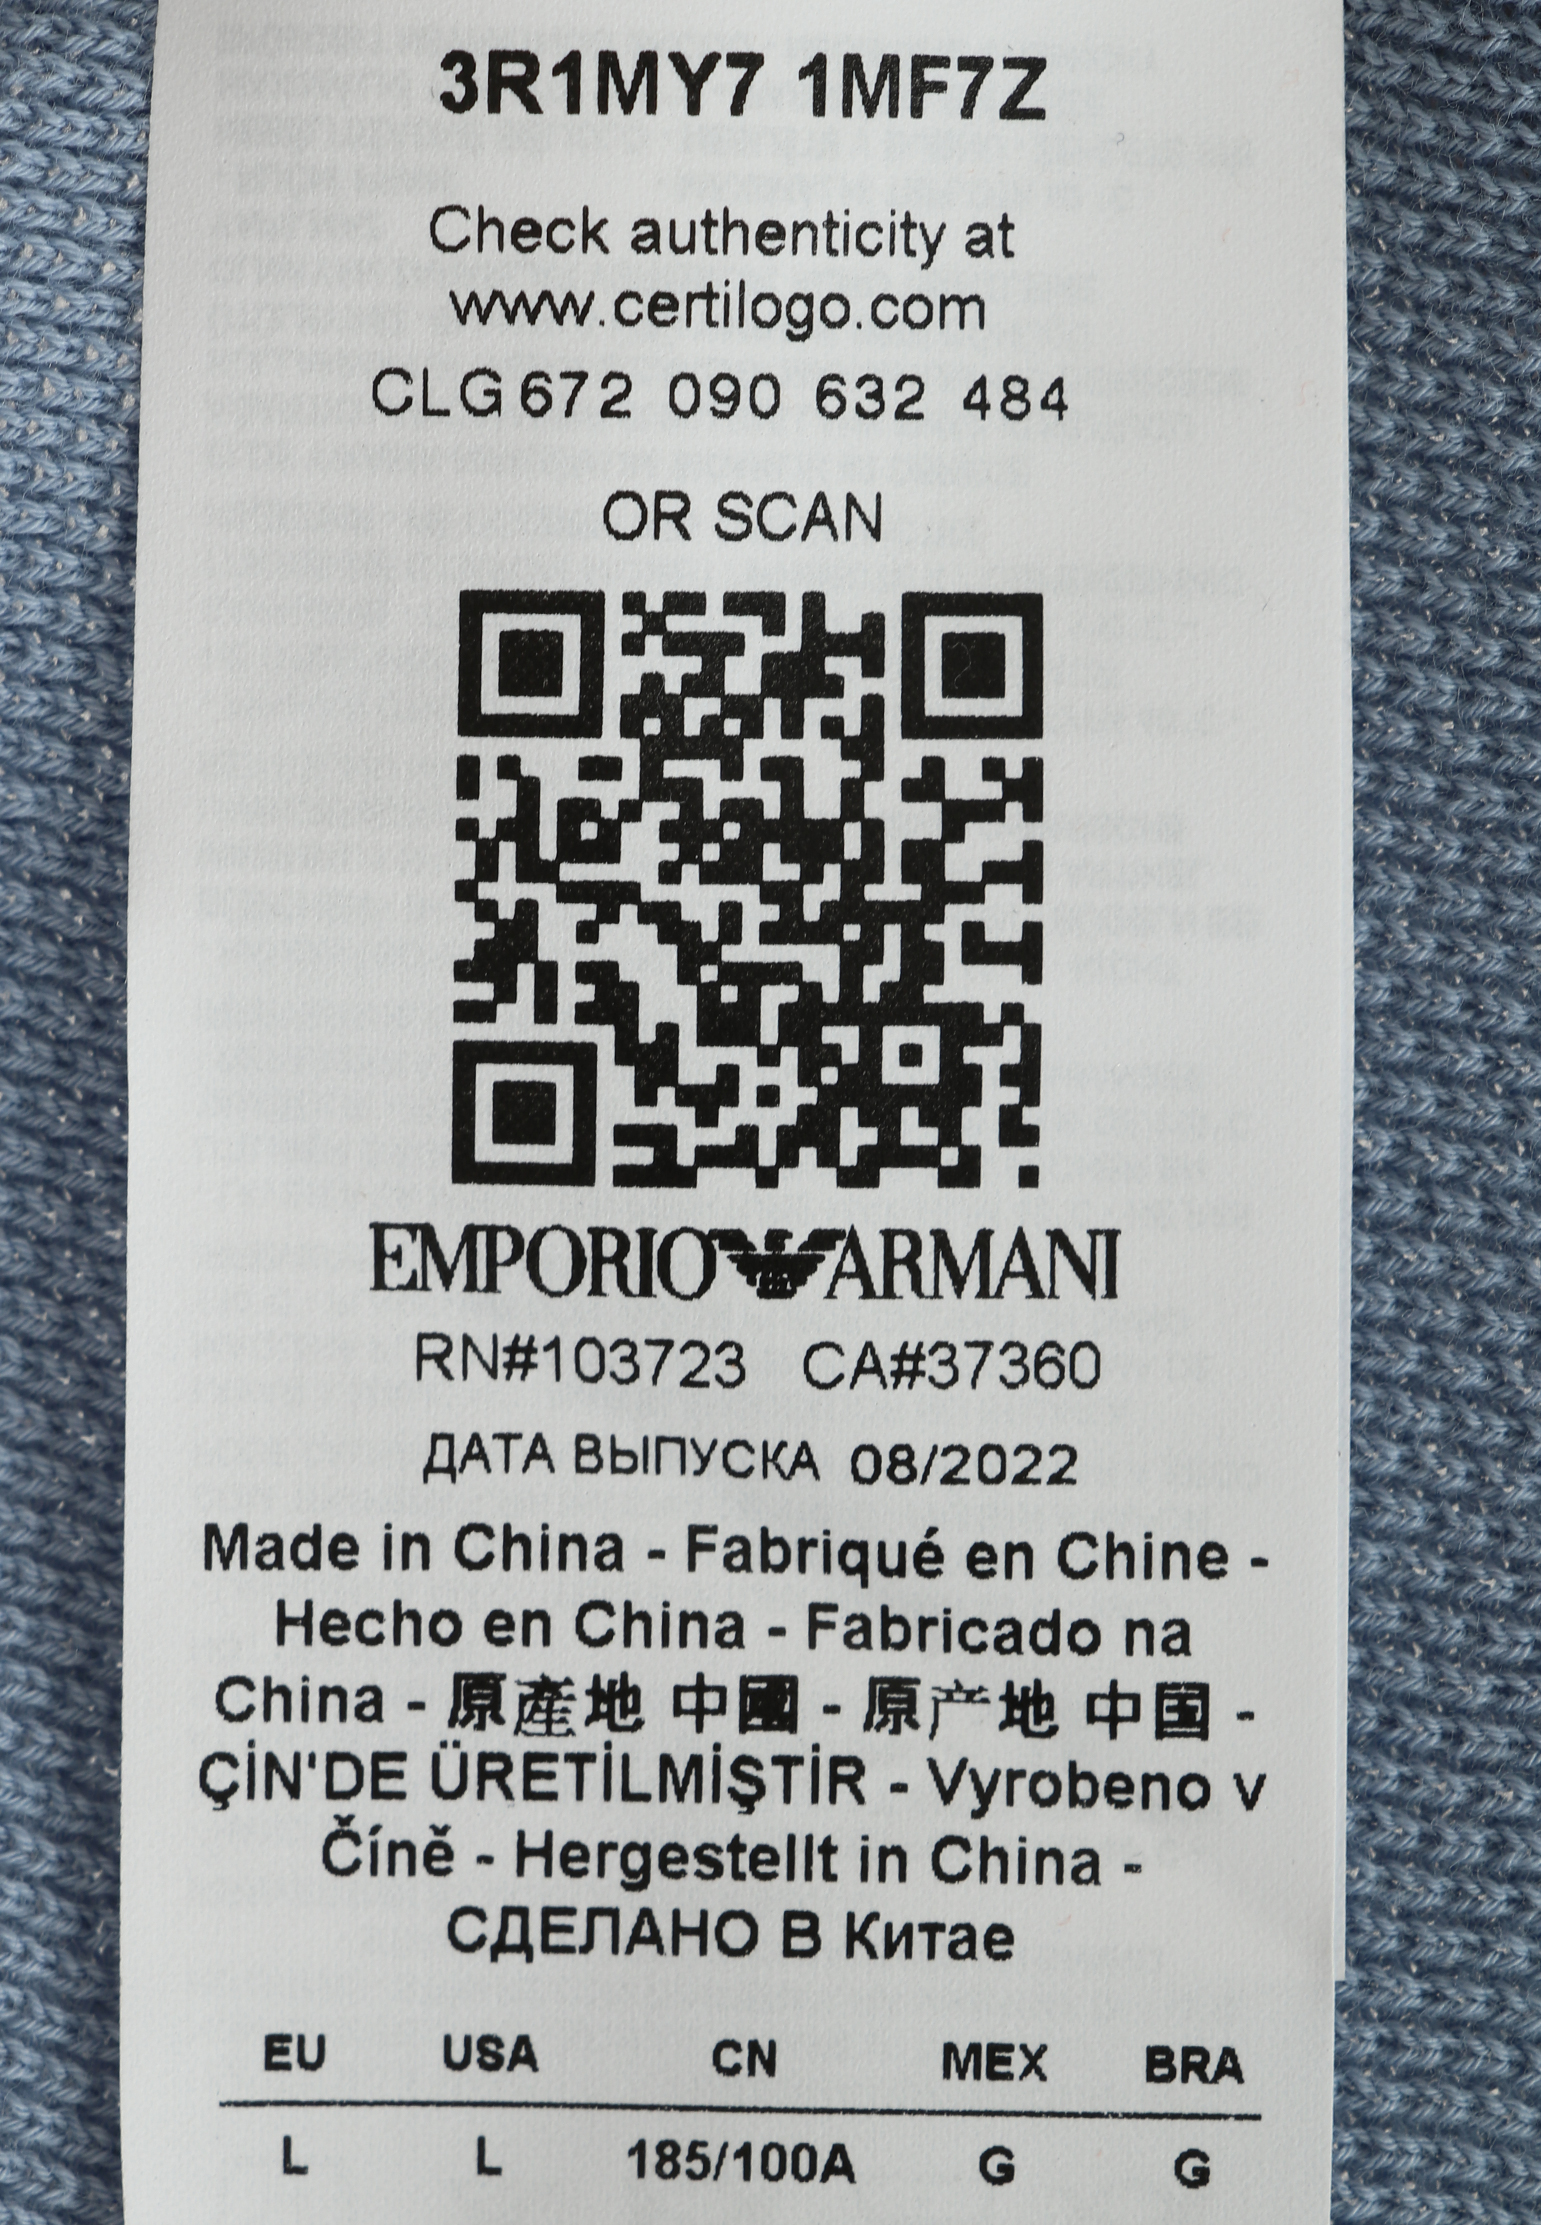 3R1MY7 1MF7Z
Check authenticity at
www.certilogo.com
CLG 672 090 632 484
OR SCAN
EMPORIO ARMANI
RN#103723 CA#37360
ДАТА ВЫПУСКА 08/2022
Made in China - Fabriqué en Chine -
Hecho en China - Fabricado na
China - 原產地 中國 - 原产地 中国 -
ÇİN'DE ÜRETİLMİŞTİR - Vyrobeno v
Číně - Hergestellt in China -
СДЕЛАНО В Китае
EU USA CN MEX BRA
L L 185/100A G G